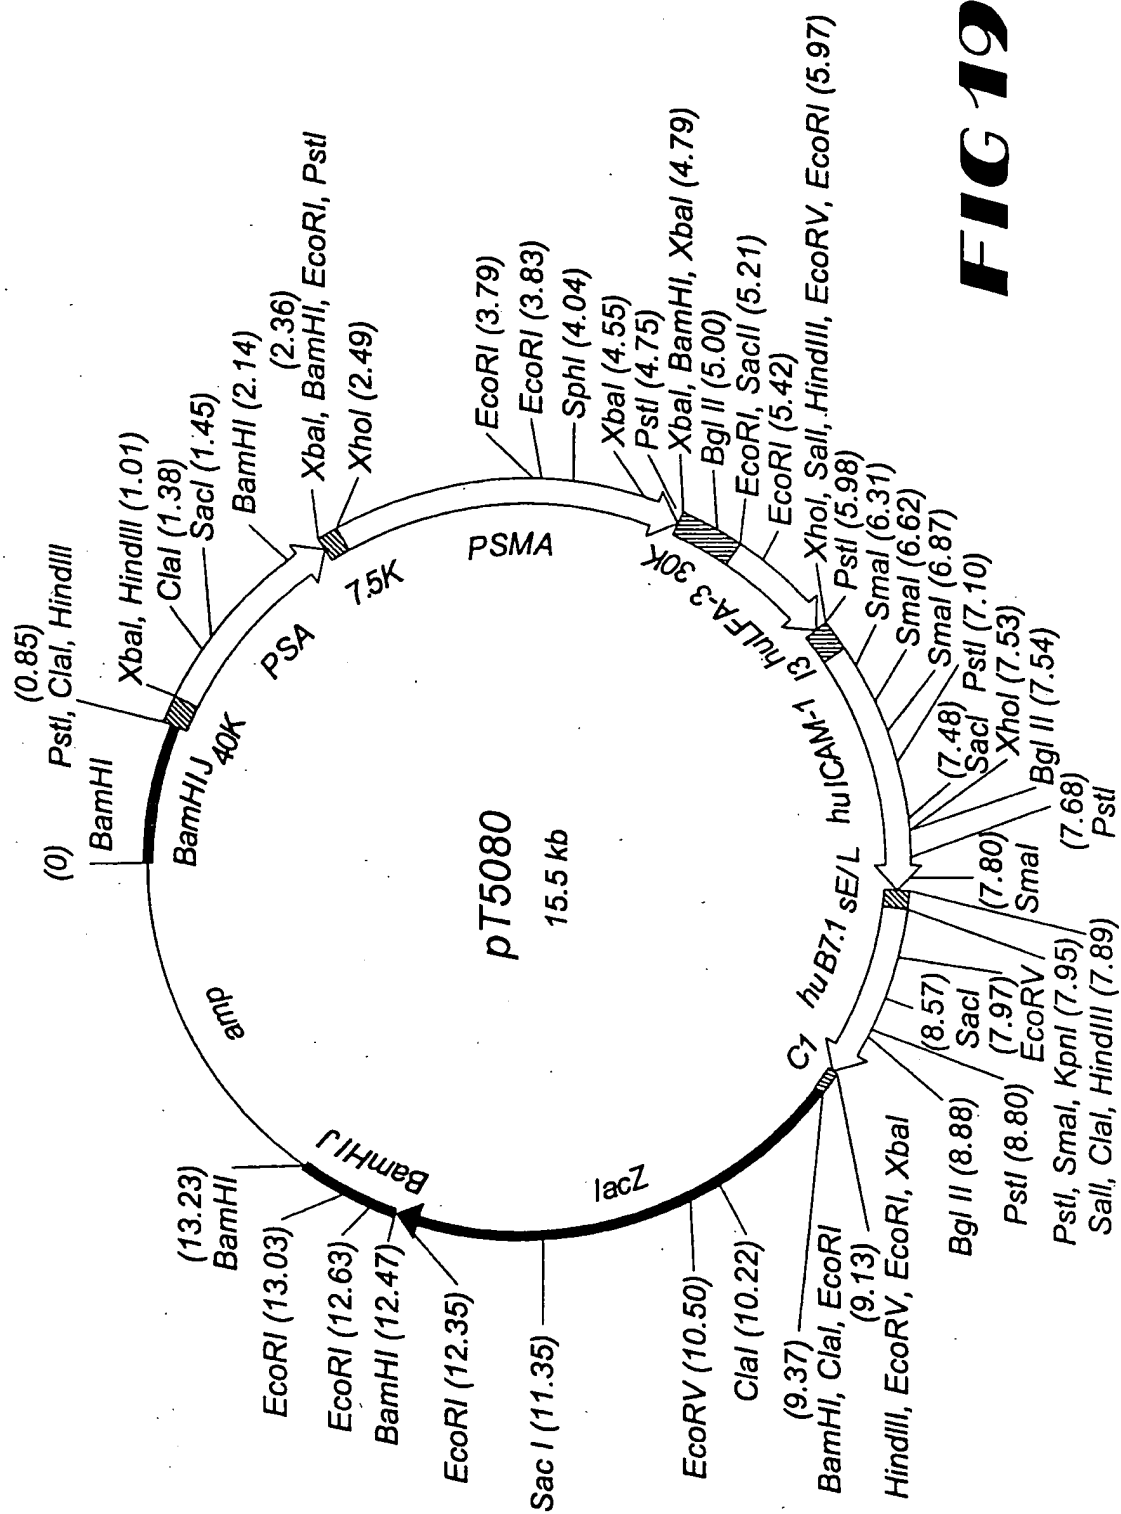 (0)
BamHI
(0.85)
PstI, ClaI, HindIII
XbaI, HindIII (1.01)
ClaI (1.38)
SacI (1.45)
BamHI (2.14)
(2.36)
XbaI, BamHI, EcoRI, PstI
XhoI (2.49)
EcoRI (3.79)
EcoRI (3.83)
SphI (4.04)
XbaI (4.55)
PstI (4.75)
XbaI, BamHI, XbaI (4.79)
Bgl II (5.00)
EcoRI, SacII (5.21)
EcoRI (5.42)
XhoI, SalI, HindIII, EcoRV, EcoRI (5.97)
PstI (5.98)
SmaI (6.31)
SmaI (6.62)
SmaI (6.87)
PstI (7.10)
(7.48)
SacI
XhoI (7.53)
Bgl II (7.54)
(7.68)
PstI
(7.80)
SmaI
SalI, ClaI, HindIII (7.89)
PstI, SmaI, KpnI (7.95)
(7.97)
EcoRV
(8.57)
SacI
PstI (8.80)
Bgl II (8.88)
(9.13)
HindIII, EcoRV, EcoRI, XbaI
(9.37)
BamHI, ClaI, EcoRI
ClaI (10.22)
EcoRV (10.50)
Sac I (11.35)
EcoRI (12.35)
BamHI (12.47)
EcoRI (12.63)
EcoRI (13.03)
(13.23)
BamHI
BamHI J
40K
PSA
7.5K
PSMA
30K
huLFA-3
I3
hu ICAM-1
sE/L
hu B7.1
C1
lacZ
BamHI J
amp
pT5080
15.5 kb
FIG 19